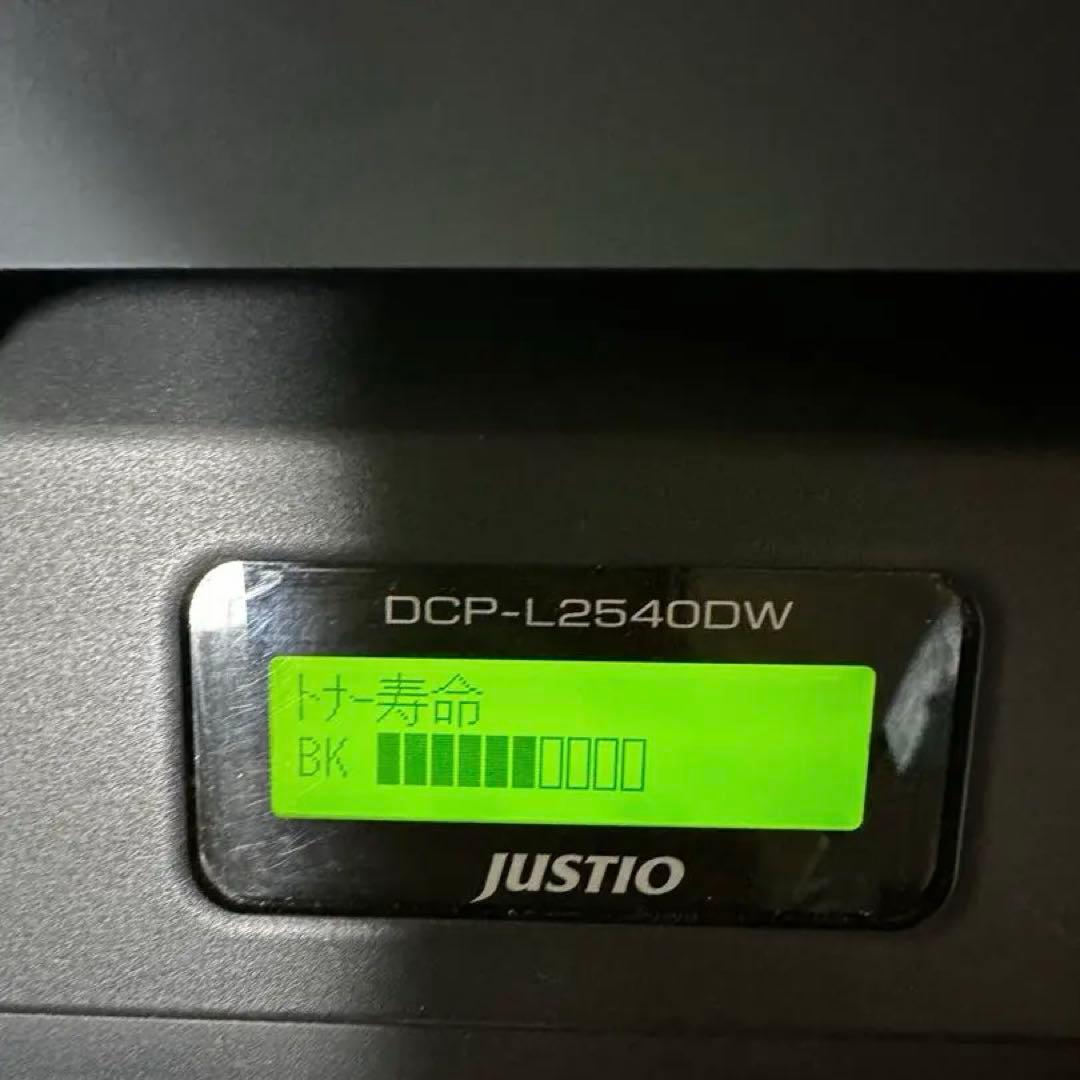 DCP-L2540DW
ﾄﾅｰ寿命
BK
JUSTIO